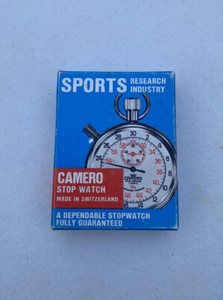 SPORTS
RESEARCH
INDUSTRY
CAMERO
STOP WATCH
MADE IN SWITZERLAND
A DEPENDABLE STOPWATCH
FULLY GUARANTEED